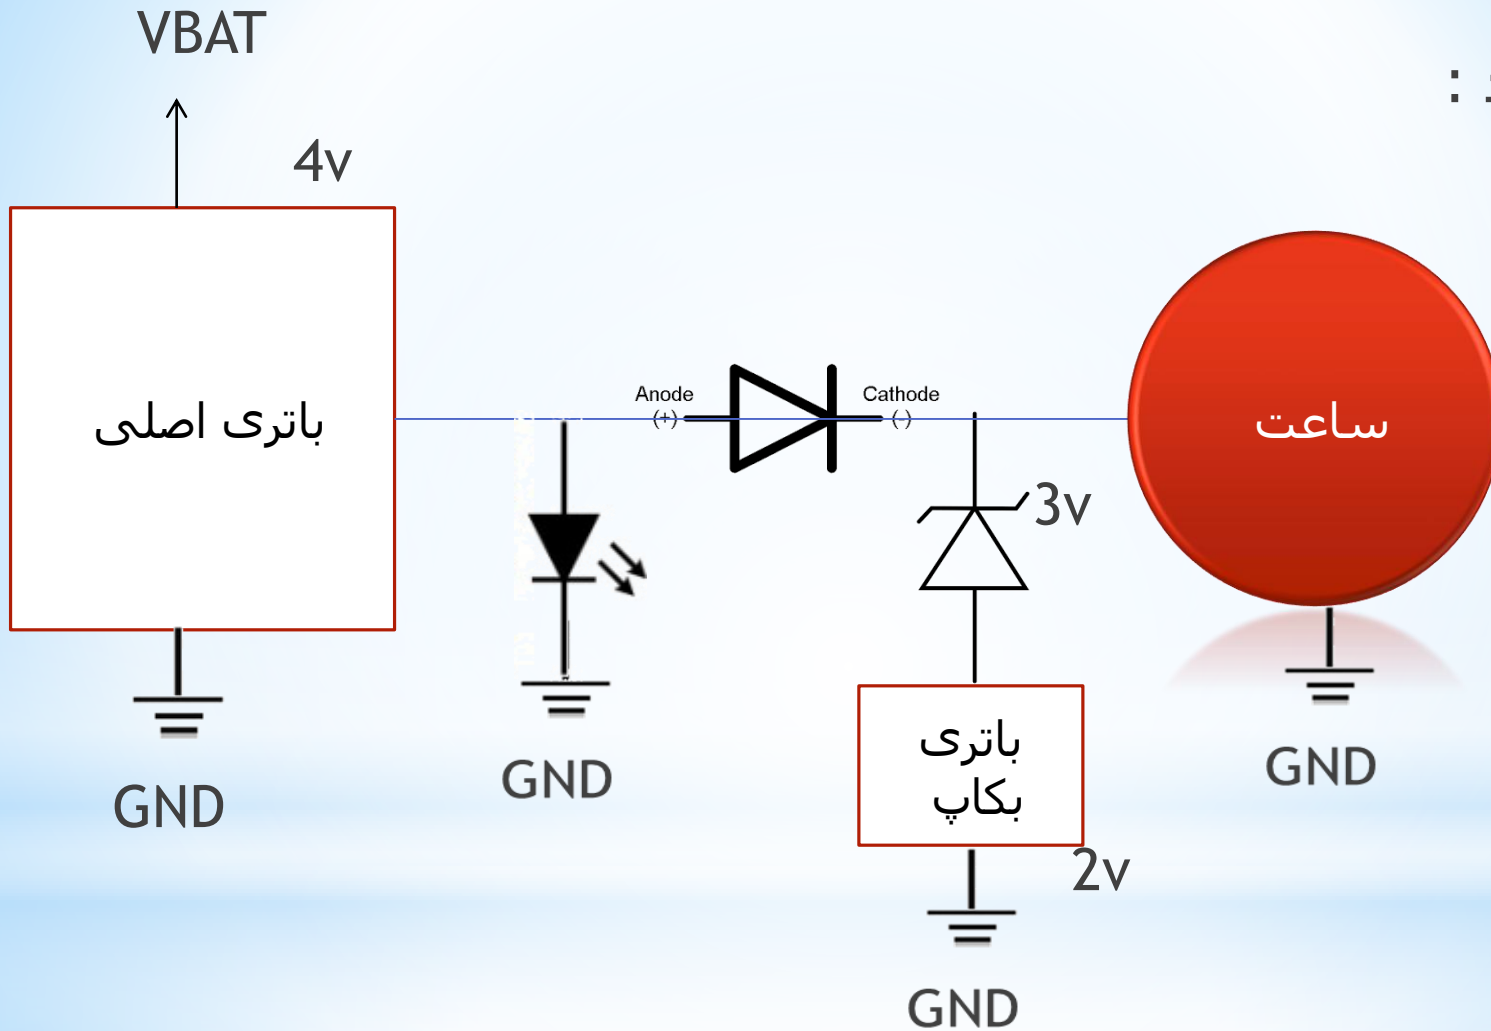 VBAT
4v
باتری اصلی
Anode
(+)
Cathode
(-)
ساعت
3v
باتری
بکاپ
2v
GND
GND
GND
GND